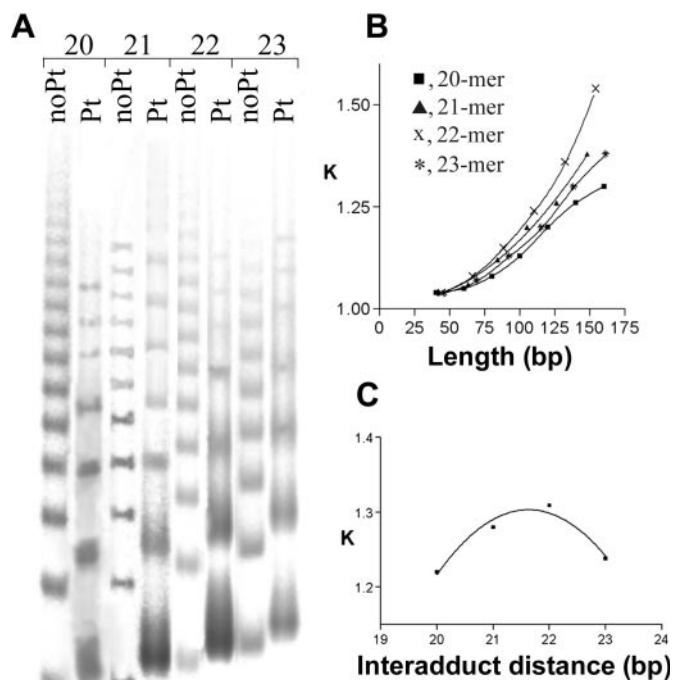 A
20 21 22 23
noPt Pt noPt Pt noPt Pt noPt Pt
B
■, 20-mer
▲, 21-mer
x, 22-mer
*, 23-mer
1.50
K
1.25
1.00
0 25 50 75 100 125 150 175
Length (bp)
C
1.4
1.3
K
1.2
19 20 21 22 23 24
Interadduct distance (bp)